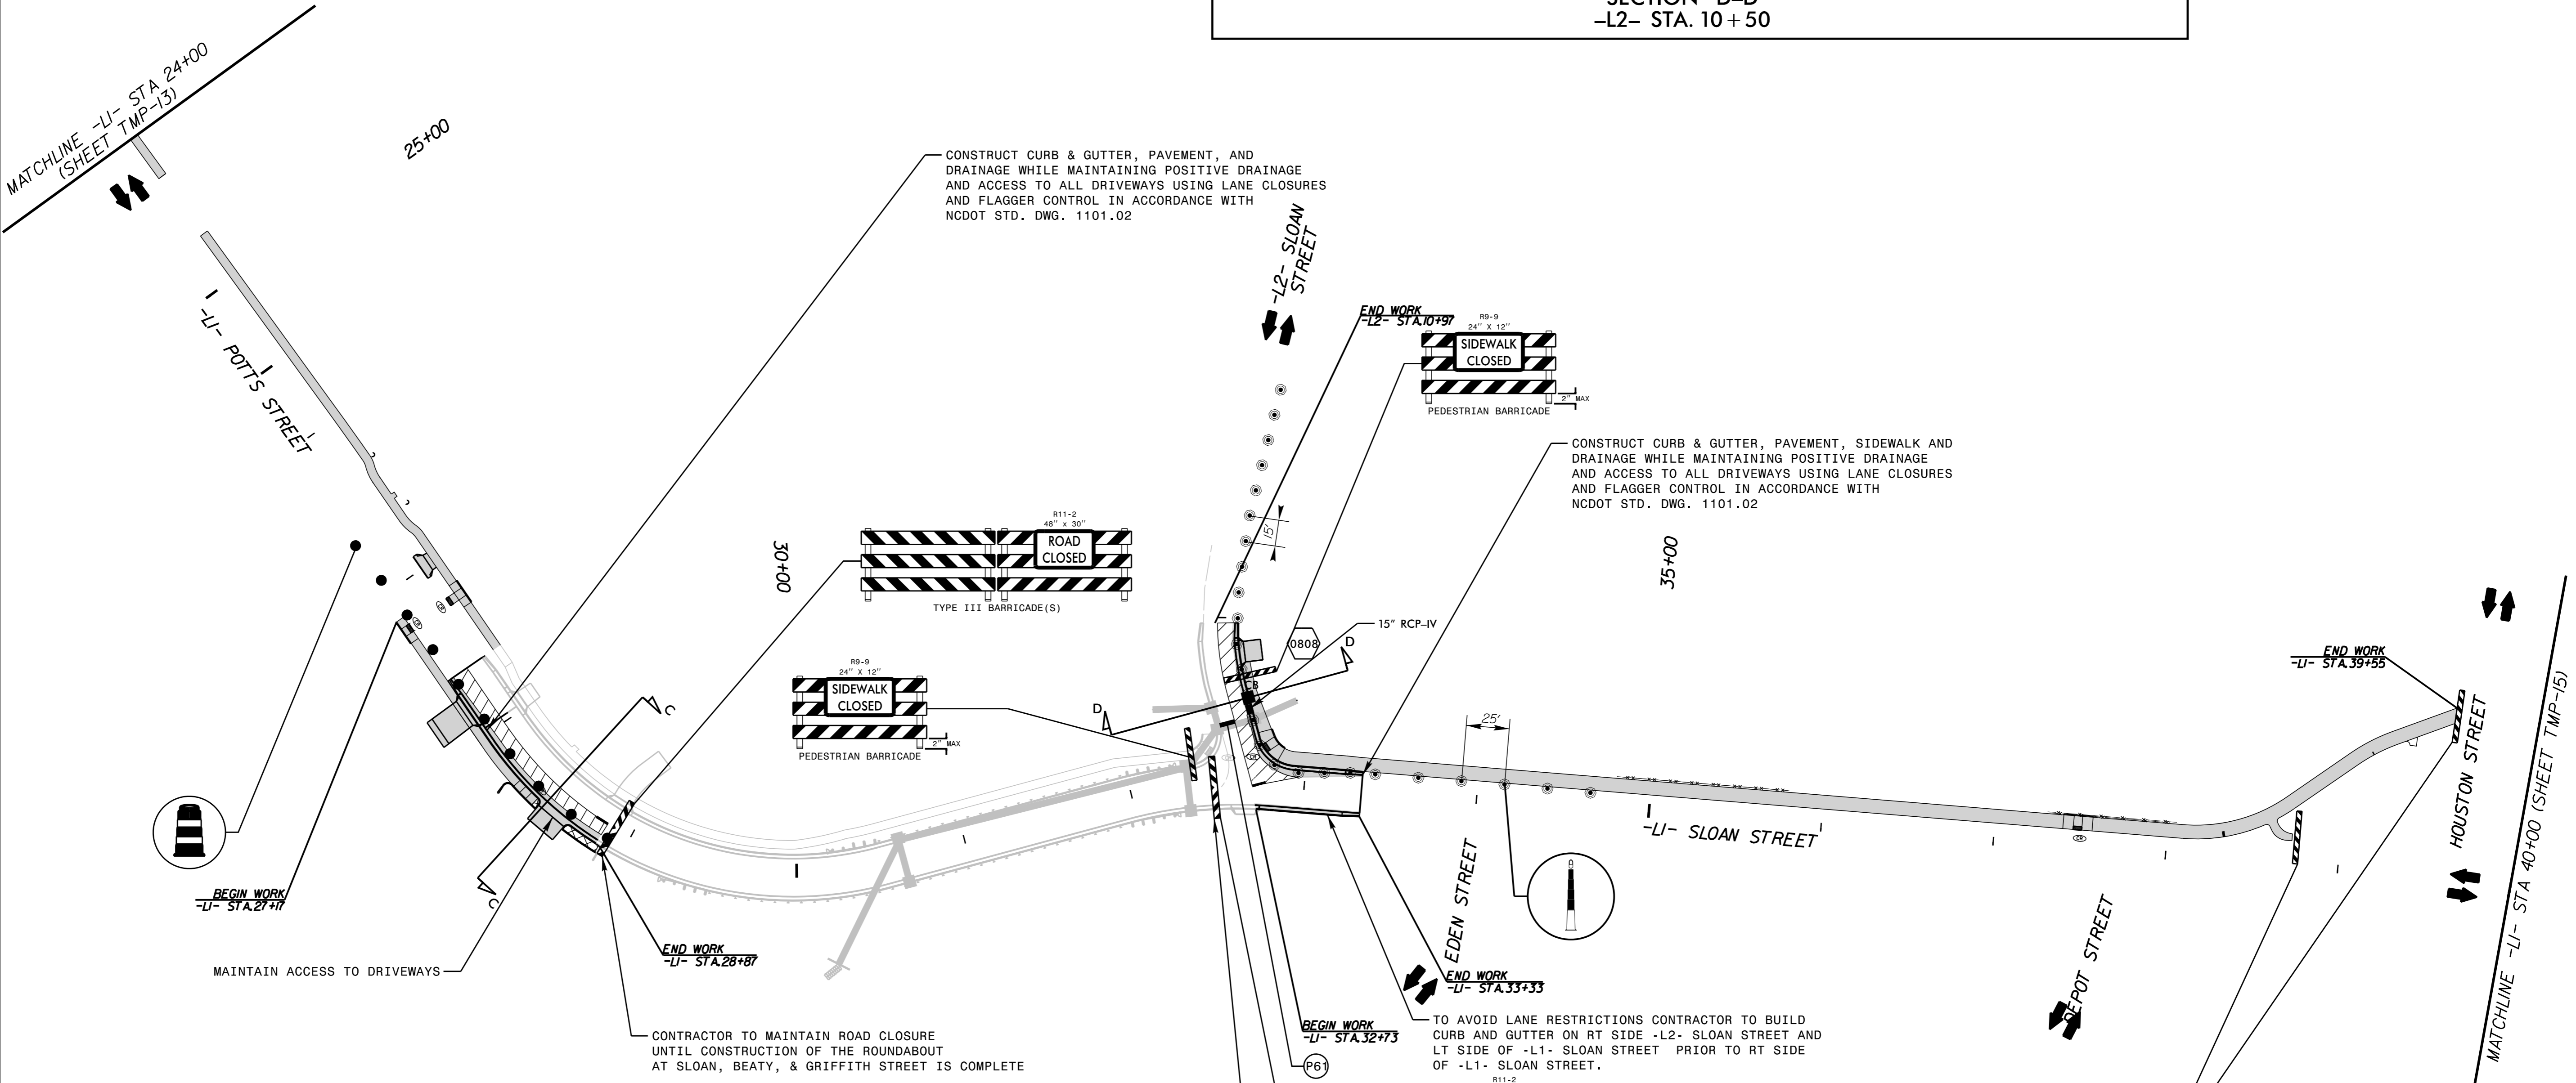 SECTION D–D
–L2– STA. 10+50
MATCHLINE -L1- STA 24+00
(SHEET TMP-13)
25+00
CONSTRUCT CURB & GUTTER, PAVEMENT, AND
DRAINAGE WHILE MAINTAINING POSITIVE DRAINAGE
AND ACCESS TO ALL DRIVEWAYS USING LANE CLOSURES
AND FLAGGER CONTROL IN ACCORDANCE WITH
NCDOT STD. DWG. 1101.02
-L2- SLOAN
STREET
END WORK
-L2- STA.10+97
R9-9
24" X 12"
SIDEWALK
CLOSED
2" MAX
PEDESTRIAN BARRICADE
-L1- POTTS STREET
CONSTRUCT CURB & GUTTER, PAVEMENT, SIDEWALK AND
DRAINAGE WHILE MAINTAINING POSITIVE DRAINAGE
AND ACCESS TO ALL DRIVEWAYS USING LANE CLOSURES
AND FLAGGER CONTROL IN ACCORDANCE WITH
NCDOT STD. DWG. 1101.02
R11-2
48" X 30"
ROAD
CLOSED
TYPE III BARRICADE(S)
15'
30+00
35+00
15" RCP–IV
0808
D
CB
R9-9
24" X 12"
SIDEWALK
CLOSED
2" MAX
PEDESTRIAN BARRICADE
C
D
25'
END WORK
-L1- STA.39+55
MATCHLINE -L1- STA 40+00 (SHEET TMP-15)
HOUSTON STREET
-L1- SLOAN STREET
BEGIN WORK
-L1- STA.27+17
C
EDEN STREET
DEPOT STREET
END WORK
-L1- STA.28+87
MAINTAIN ACCESS TO DRIVEWAYS
END WORK
-L1- STA.33+33
BEGIN WORK
-L1- STA.32+73
P61
CONTRACTOR TO MAINTAIN ROAD CLOSURE
UNTIL CONSTRUCTION OF THE ROUNDABOUT
AT SLOAN, BEATY, & GRIFFITH STREET IS COMPLETE
TO AVOID LANE RESTRICTIONS CONTRACTOR TO BUILD
CURB AND GUTTER ON RT SIDE -L2- SLOAN STREET AND
LT SIDE OF -L1- SLOAN STREET PRIOR TO RT SIDE
OF -L1- SLOAN STREET.
R11-2